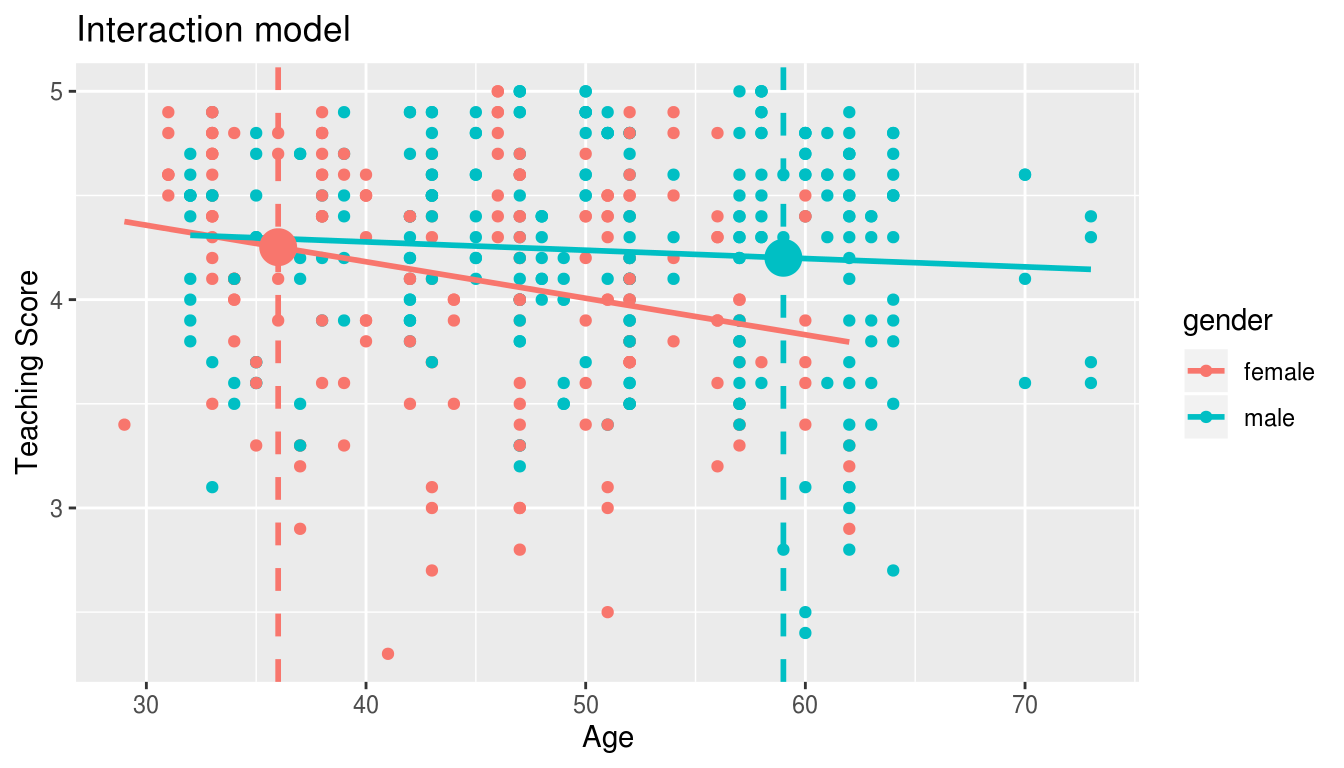 Interaction model
5
4
3
Teaching Score
30 40 50 60 70
Age
gender
female
male